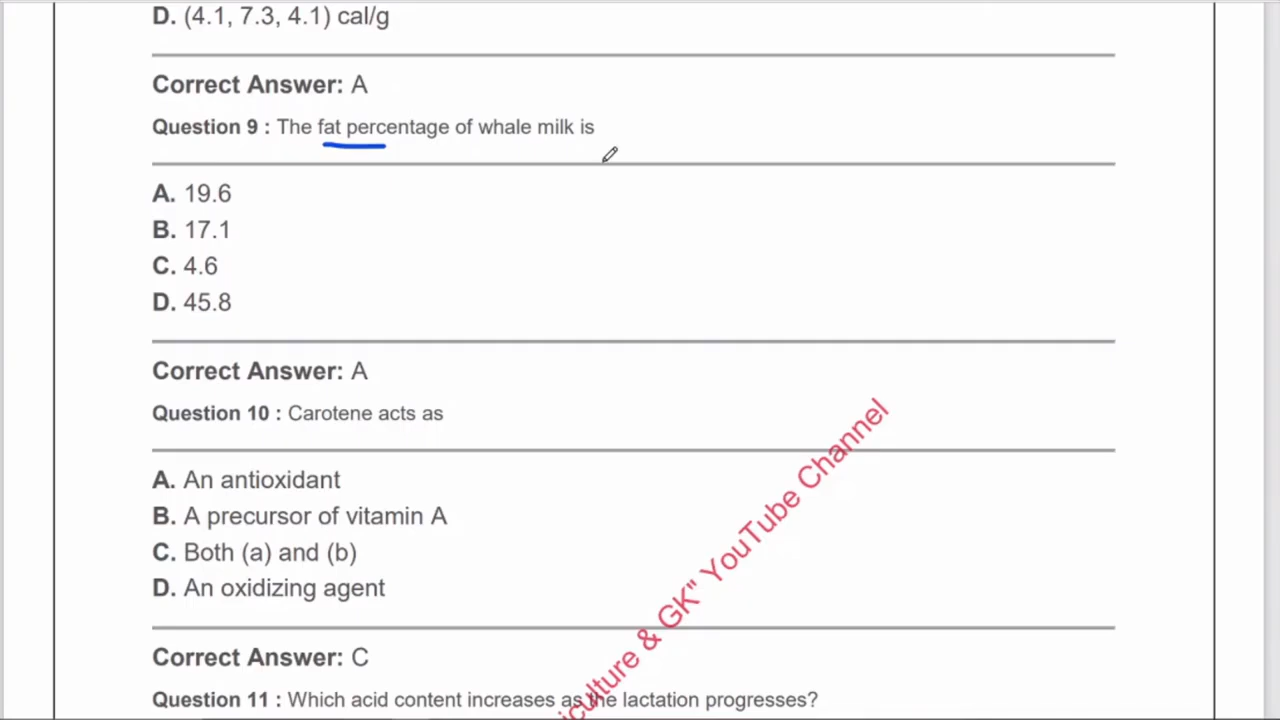 D. (4.1, 7.3, 4.1) cal/g
Correct Answer: A
Question 9 : The fat percentage of whale milk is
A. 19.6
B. 17.1
C. 4.6
D. 45.8
Correct Answer: A
Question 10 : Carotene acts as
A. An antioxidant
B. A precursor of vitamin A
C. Both (a) and (b)
D. An oxidizing agent
Correct Answer: C
Question 11 : Which acid content increases as the lactation progresses?
iculture & GK" YouTube Channel